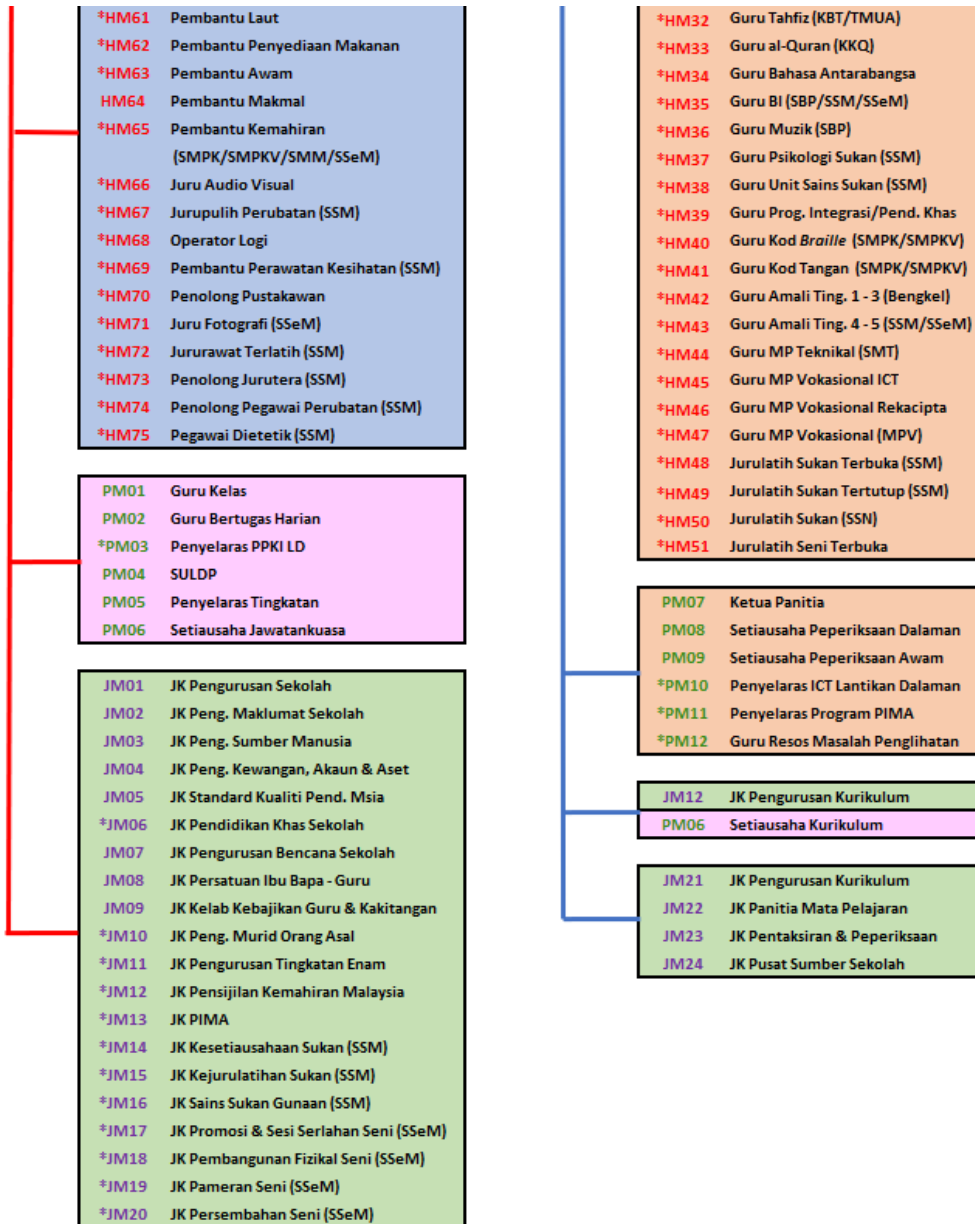 *HM61 Pembantu Laut
*HM62 Pembantu Penyediaan Makanan
*HM63 Pembantu Awam
HM64 Pembantu Makmal
*HM65 Pembantu Kemahiran
(SMPK/SMPKV/SMM/SSeM)
*HM66 Juru Audio Visual
*HM67 Jurupulih Perubatan (SSM)
*HM68 Operator Logi
*HM69 Pembantu Perawatan Kesihatan (SSM)
*HM70 Penolong Pustakawan
*HM71 Juru Fotografi (SSeM)
*HM72 Jururawat Terlatih (SSM)
*HM73 Penolong Jurutera (SSM)
*HM74 Penolong Pegawai Perubatan (SSM)
*HM75 Pegawai Dietetik (SSM)
PM01 Guru Kelas
PM02 Guru Bertugas Harian
*PM03 Penyelaras PPKI LD
PM04 SULDP
PM05 Penyelaras Tingkatan
PM06 Setiausaha Jawatankuasa
JM01 JK Pengurusan Sekolah
JM02 JK Peng. Maklumat Sekolah
JM03 JK Peng. Sumber Manusia
JM04 JK Peng. Kewangan, Akaun & Aset
JM05 JK Standard Kualiti Pend. Msia
*JM06 JK Pendidikan Khas Sekolah
JM07 JK Pengurusan Bencana Sekolah
JM08 JK Persatuan Ibu Bapa - Guru
JM09 JK Kelab Kebajikan Guru & Kakitangan
*JM10 JK Peng. Murid Orang Asal
*JM11 JK Pengurusan Tingkatan Enam
*JM12 JK Pensijilan Kemahiran Malaysia
*JM13 JK PIMA
*JM14 JK Kesetiausahaan Sukan (SSM)
*JM15 JK Kejurulatihan Sukan (SSM)
*JM16 JK Sains Sukan Gunaan (SSM)
*JM17 JK Promosi & Sesi Serlahan Seni (SSeM)
*JM18 JK Pembangunan Fizikal Seni (SSeM)
*JM19 JK Pameran Seni (SSeM)
*JM20 JK Persembahan Seni (SSeM)
*HM32 Guru Tahfiz (KBT/TMUA)
*HM33 Guru al-Quran (KKQ)
*HM34 Guru Bahasa Antarabangsa
*HM35 Guru BI (SBP/SSM/SSeM)
*HM36 Guru Muzik (SBP)
*HM37 Guru Psikologi Sukan (SSM)
*HM38 Guru Unit Sains Sukan (SSM)
*HM39 Guru Prog. Integrasi/Pend. Khas
*HM40 Guru Kod Braille (SMPK/SMPKV)
*HM41 Guru Kod Tangan (SMPK/SMPKV)
*HM42 Guru Amali Ting. 1 - 3 (Bengkel)
*HM43 Guru Amali Ting. 4 - 5 (SSM/SSeM)
*HM44 Guru MP Teknikal (SMT)
*HM45 Guru MP Vokasional ICT
*HM46 Guru MP Vokasional Rekacipta
*HM47 Guru MP Vokasional (MPV)
*HM48 Jurulatih Sukan Terbuka (SSM)
*HM49 Jurulatih Sukan Tertutup (SSM)
*HM50 Jurulatih Sukan (SSN)
*HM51 Jurulatih Seni Terbuka
PM07 Ketua Panitia
PM08 Setiausaha Peperiksaan Dalaman
PM09 Setiausaha Peperiksaan Awam
*PM10 Penyelaras ICT Lantikan Dalaman
*PM11 Penyelaras Program PIMA
*PM12 Guru Resos Masalah Penglihatan
JM12 JK Pengurusan Kurikulum
PM06 Setiausaha Kurikulum
JM21 JK Pengurusan Kurikulum
JM22 JK Panitia Mata Pelajaran
JM23 JK Pentaksiran & Peperiksaan
JM24 JK Pusat Sumber Sekolah